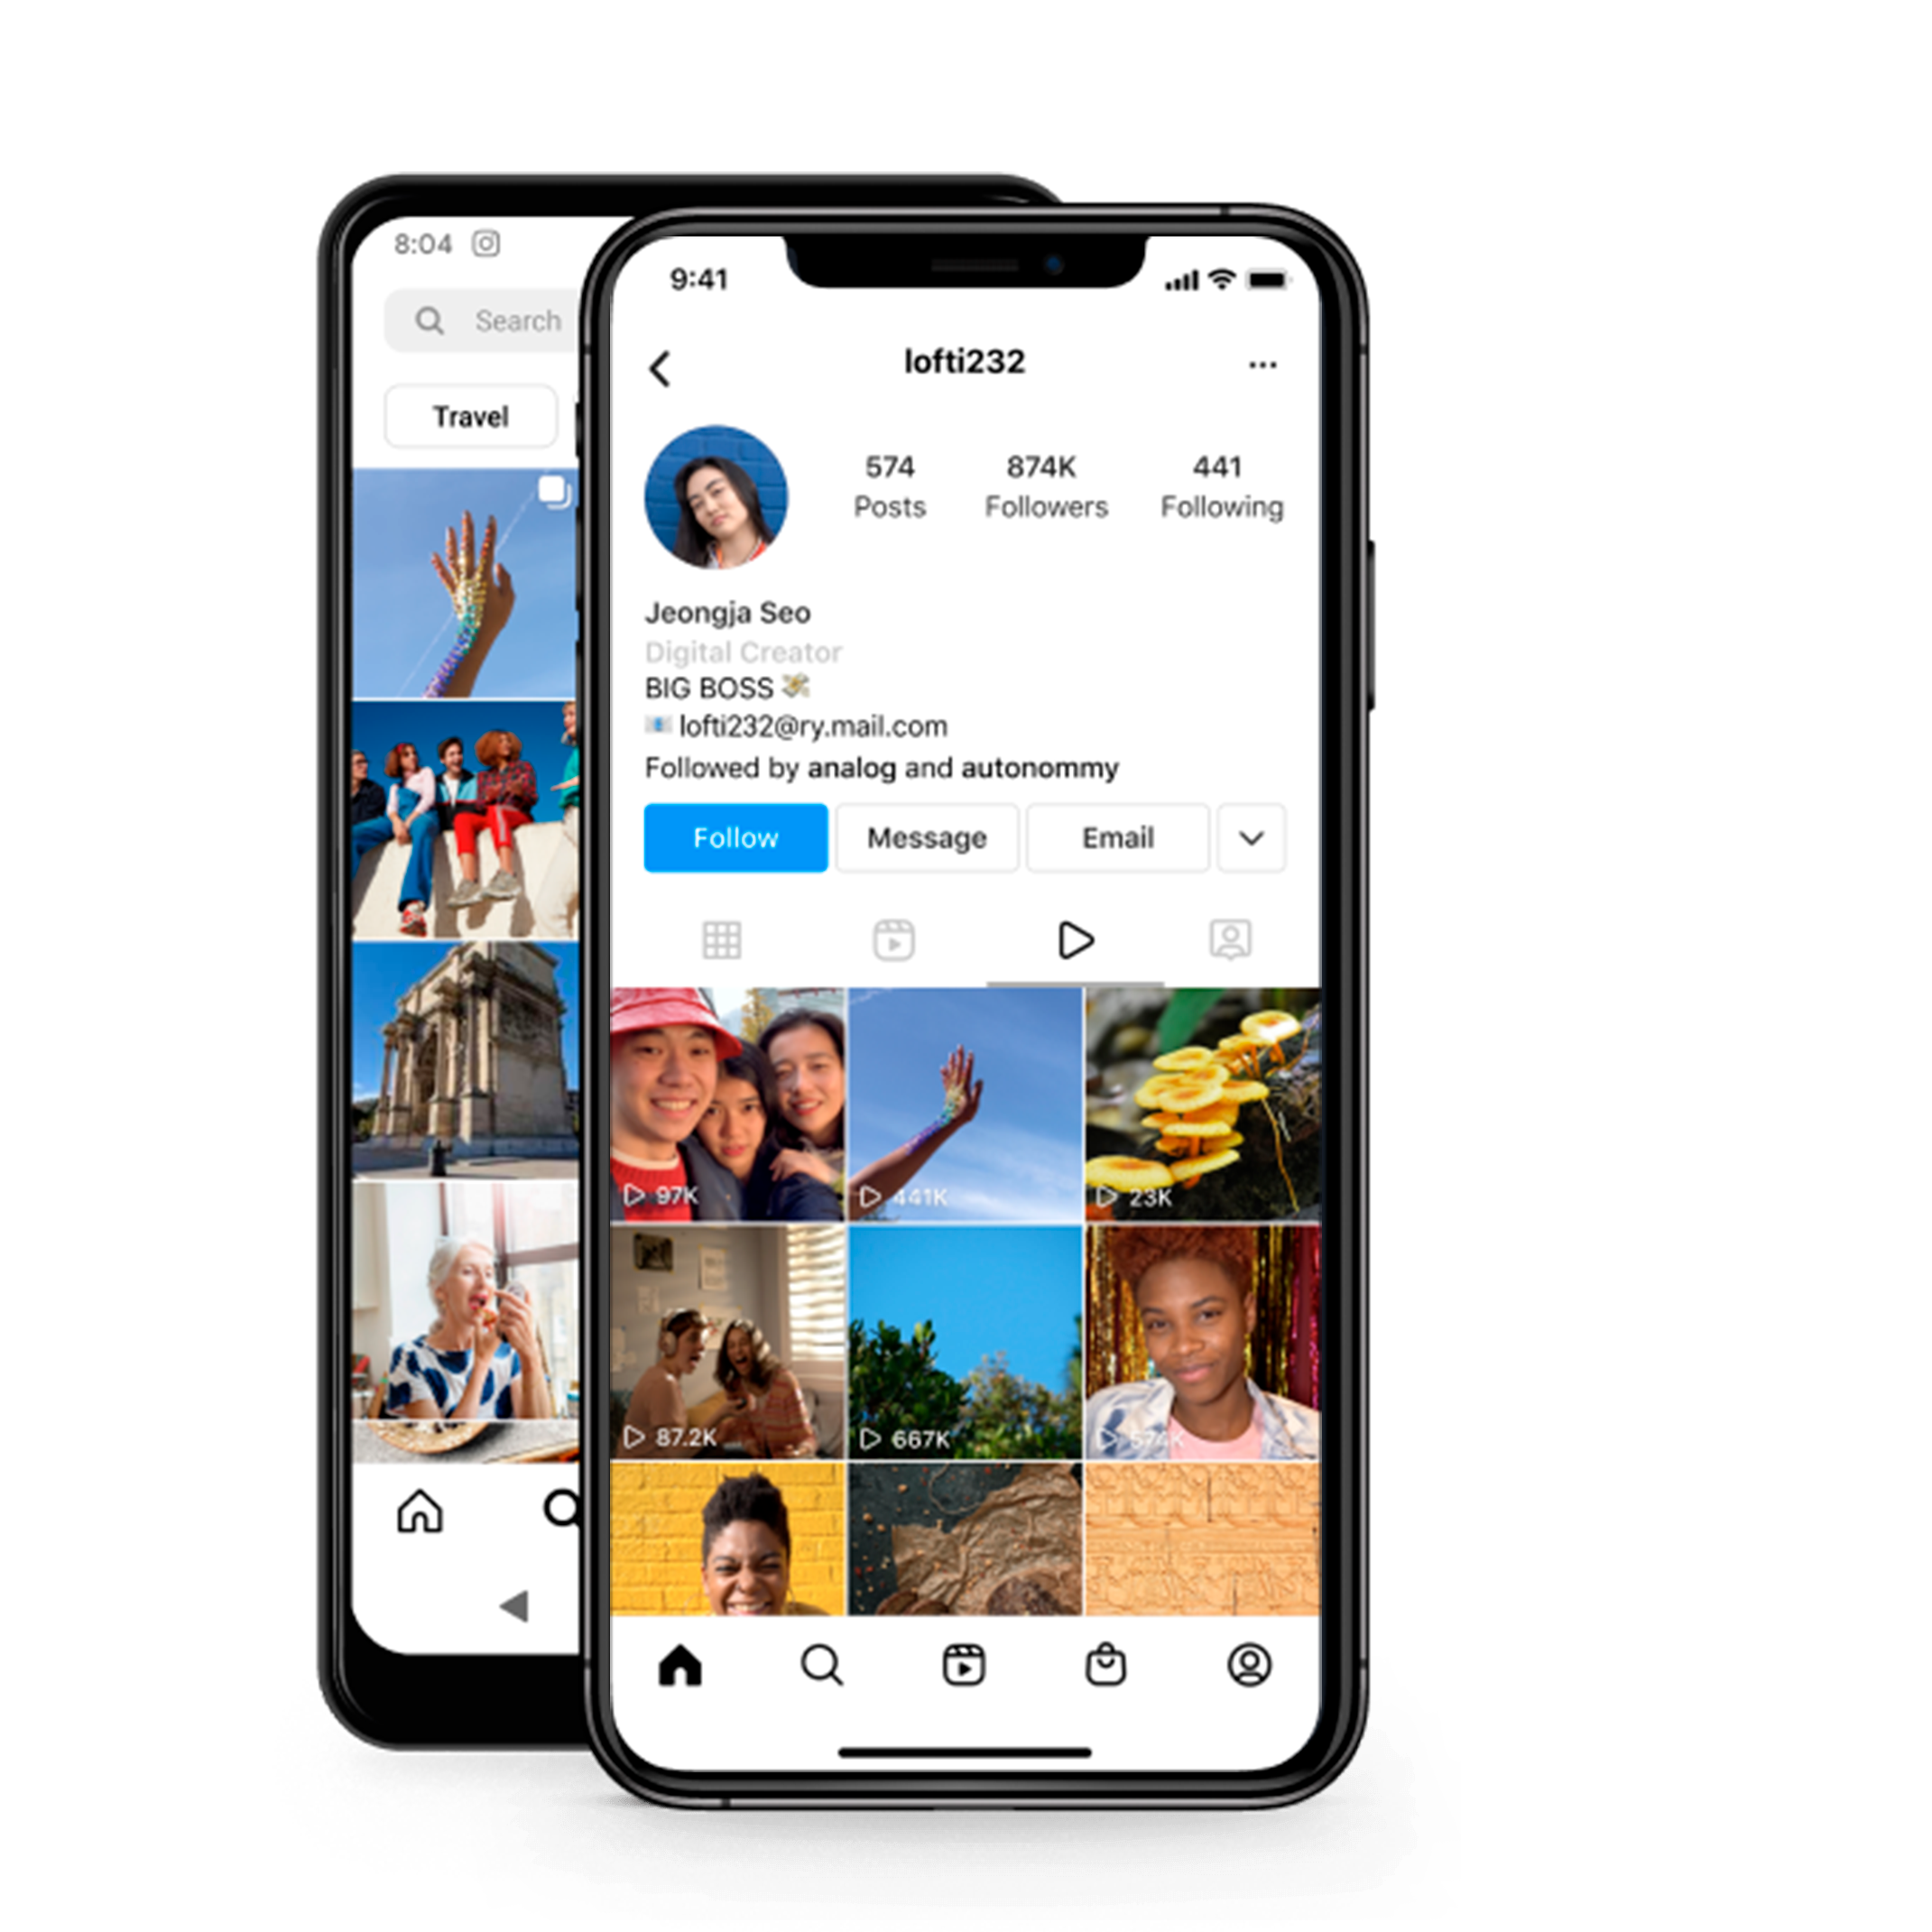 8:04
Search
Travel
9:41
lofti232
574 874K 441
Posts Followers Following
Jeongja Seo
Digital Creator
BIG BOSS
lofti232@ry.mail.com
Followed by analog and autonommy
Follow Message Email
97K 441K 23K
87.2K 667K